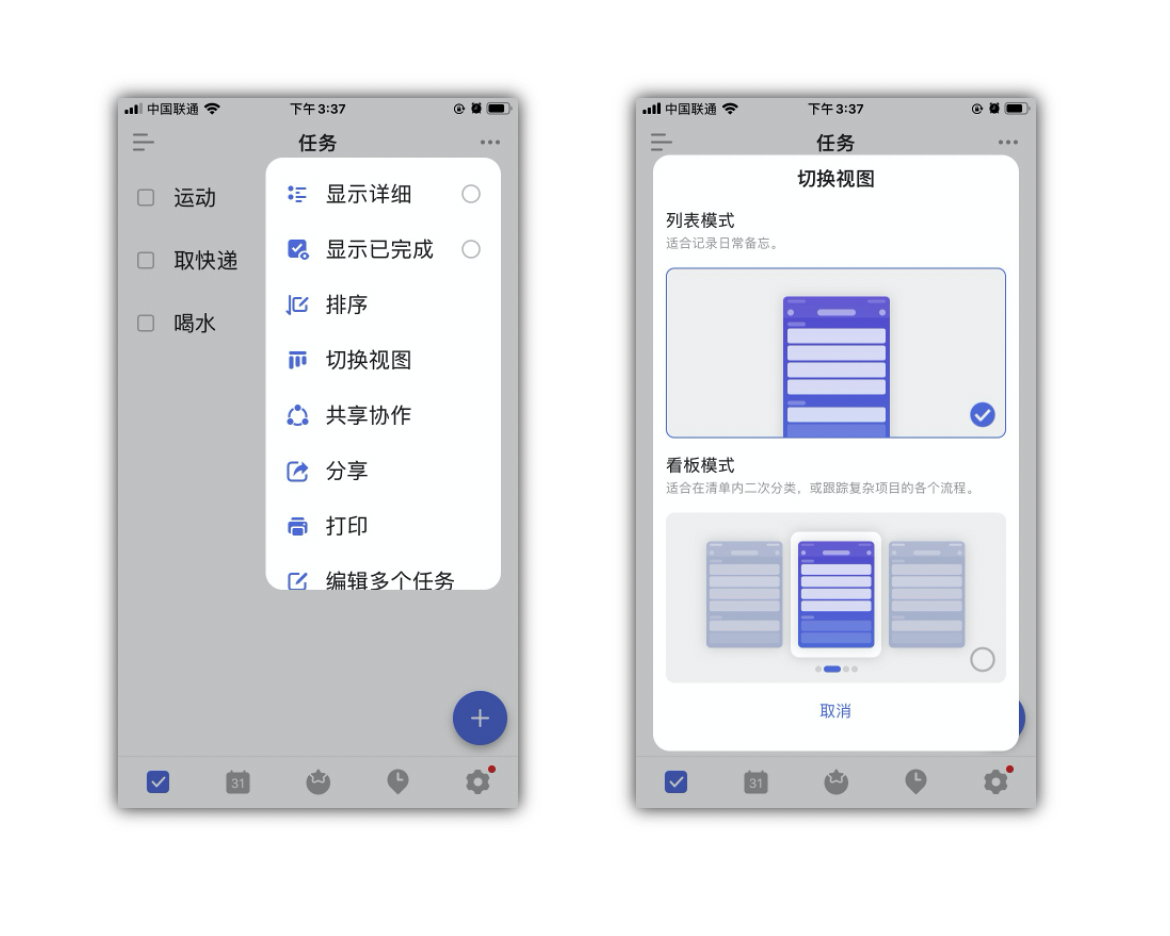 中国联通 下午3:37
任务
运动
取快递
喝水
显示详细
显示已完成
排序
切换视图
共享协作
分享
打印
编辑多个任务
31
中国联通 下午3:37
任务
切换视图
列表模式
适合记录日常备忘。
看板模式
适合在清单内二次分类，或跟踪复杂项目的各个流程。
取消
31